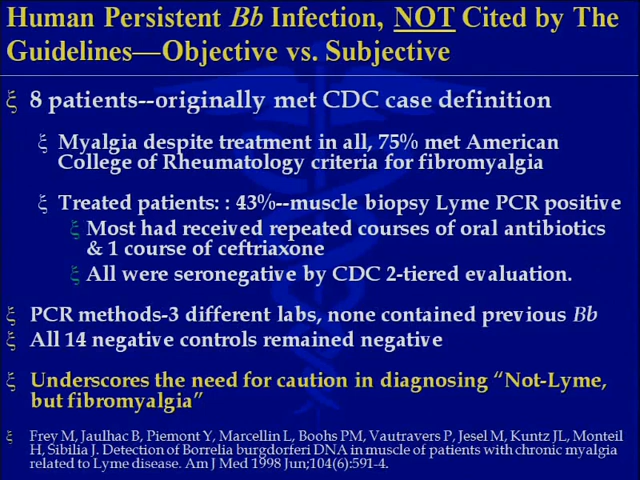 Human Persistent Bb Infection, NOT Cited by The
Guidelines—Objective vs. Subjective
ξ 8 patients--originally met CDC case definition
ξ Myalgia despite treatment in all, 75% met American
College of Rheumatology criteria for fibromyalgia
ξ Treated patients: : 43%--muscle biopsy Lyme PCR positive
ξ Most had received repeated courses of oral antibiotics
& 1 course of ceftriaxone
ξ All were seronegative by CDC 2-tiered evaluation.
ξ PCR methods-3 different labs, none contained previous Bb
ξ All 14 negative controls remained negative
ξ Underscores the need for caution in diagnosing “Not-Lyme,
but fibromyalgia”
ξ Frey M, Jaulhac B, Piemont Y, Marcellin L, Boohs PM, Vautravers P, Jesel M, Kuntz JL, Monteil
H, Sibilia J. Detection of Borrelia burgdorferi DNA in muscle of patients with chronic myalgia
related to Lyme disease. Am J Med 1998 Jun;104(6):591-4.